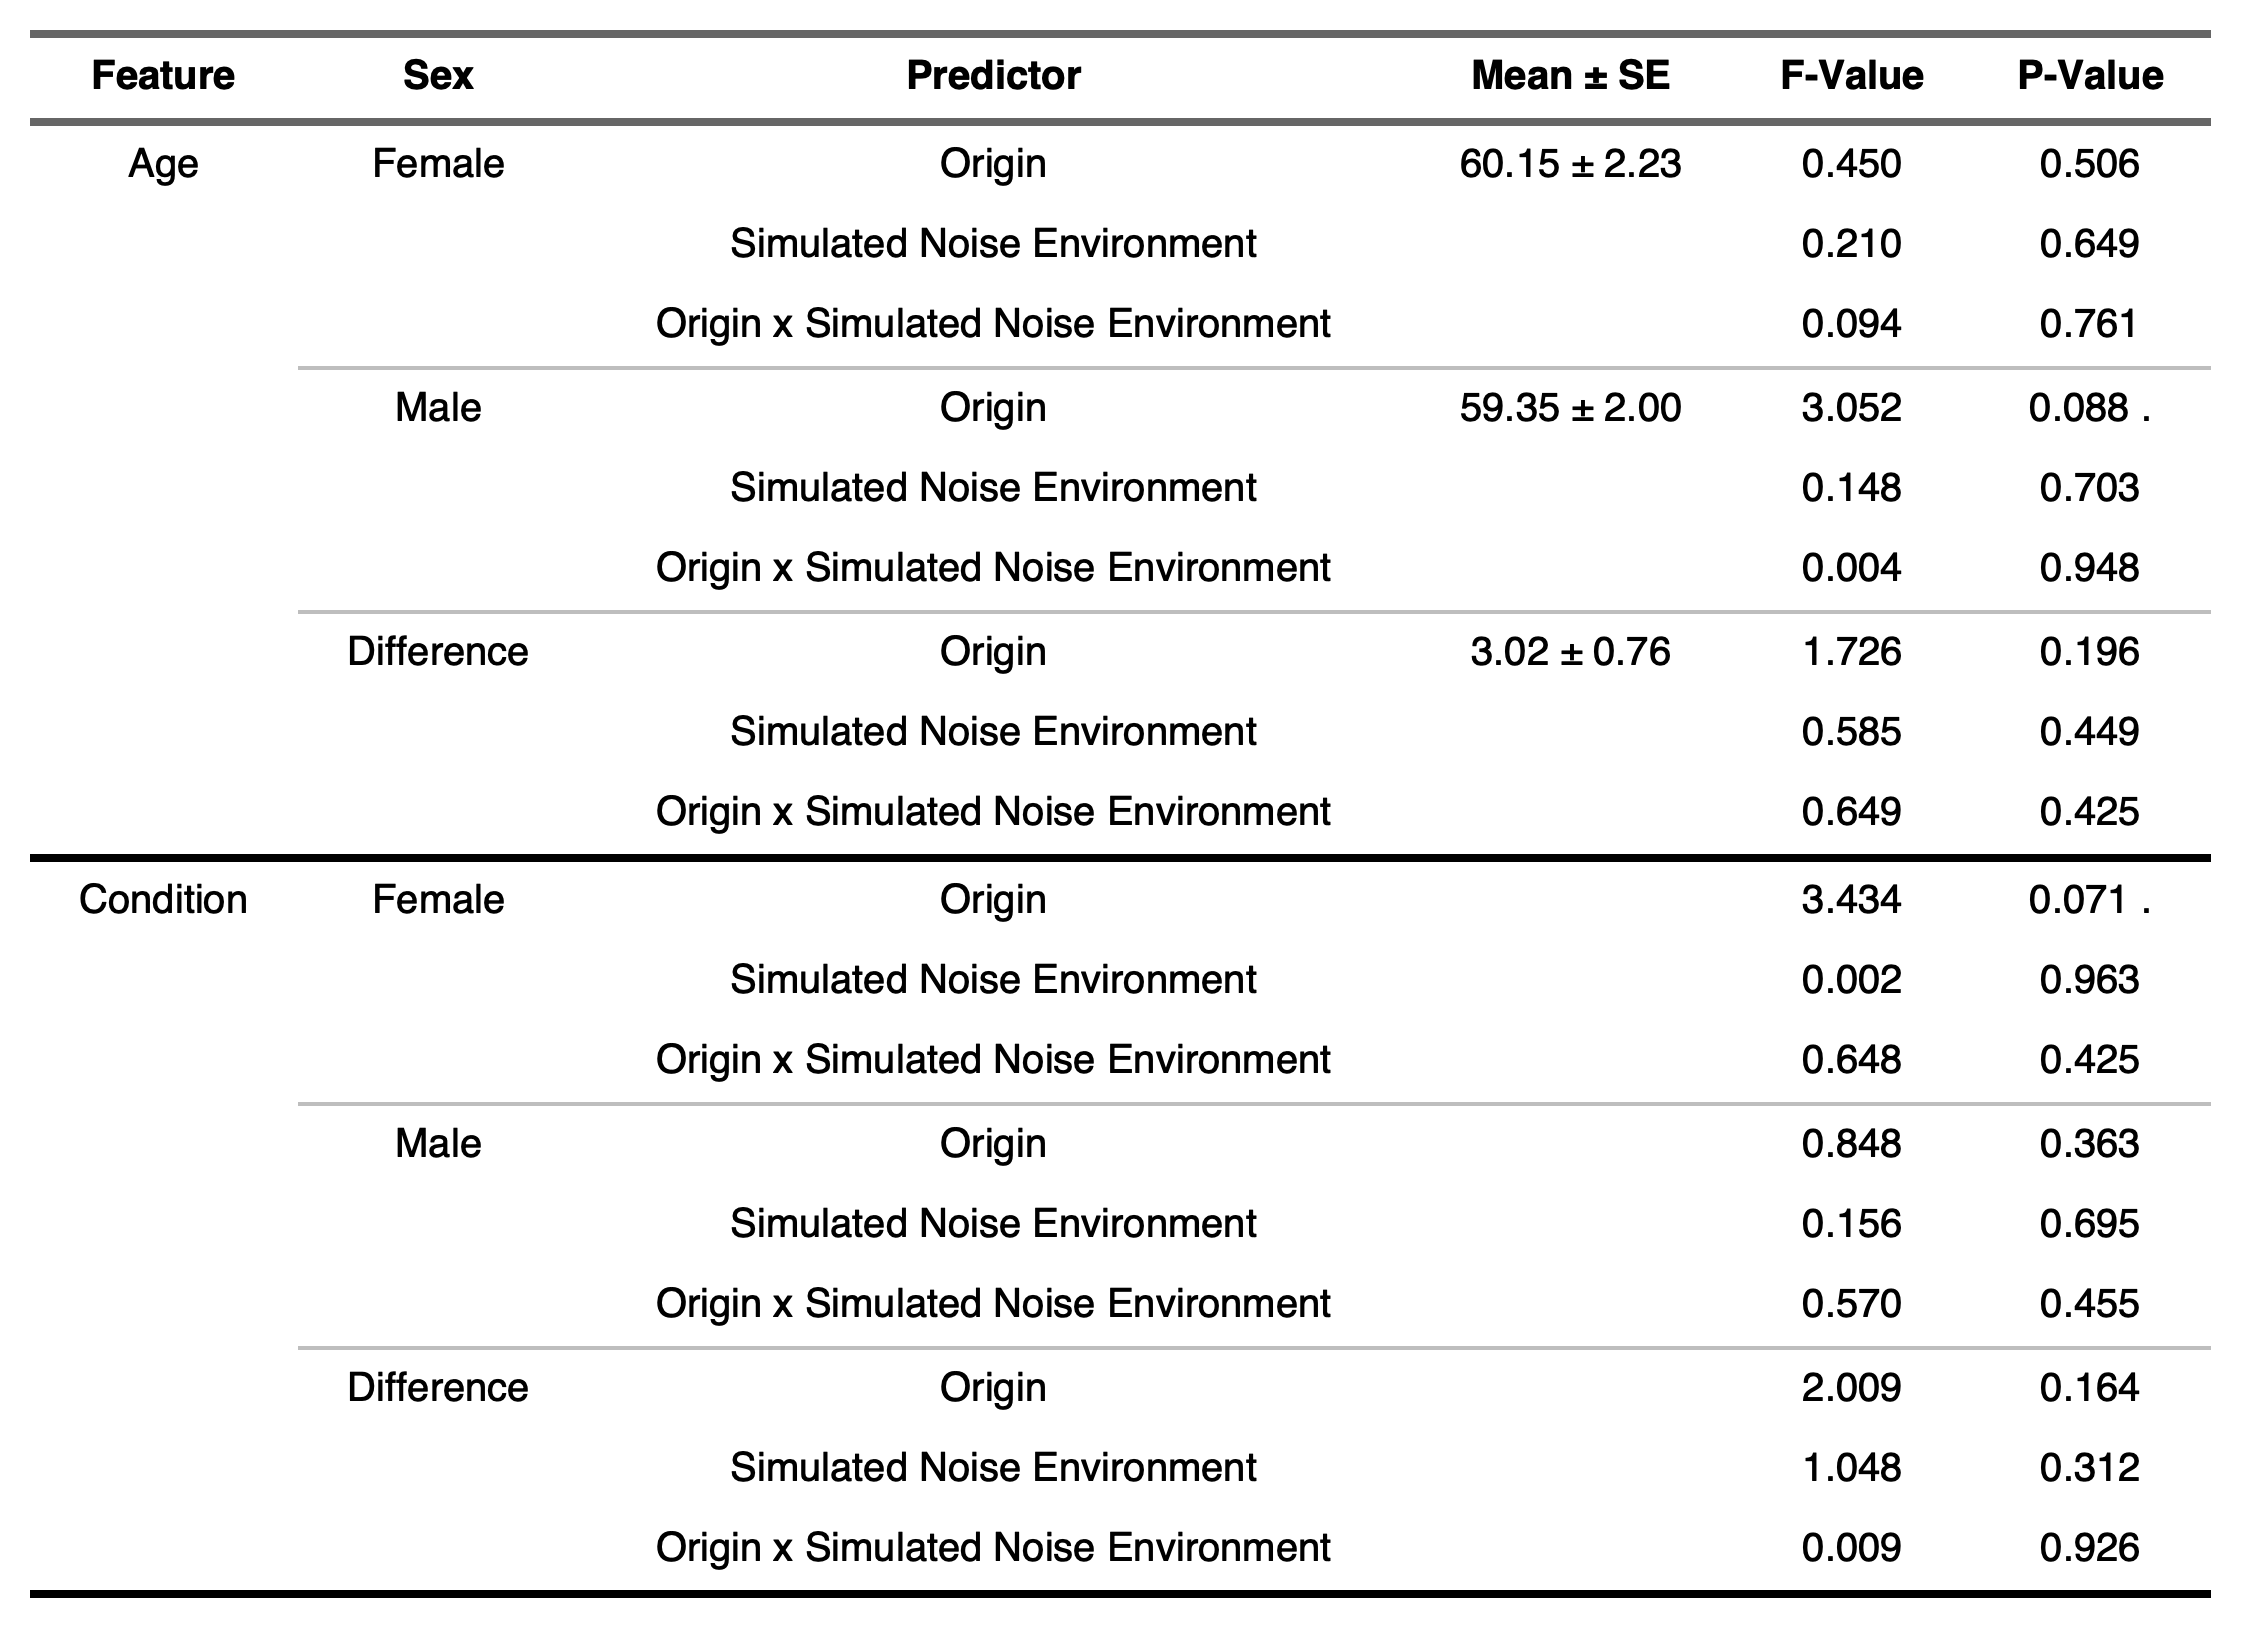 Feature Sex Predictor Mean ± SE F-Value P-Value
Age Female Origin 60.15 ± 2.23 0.450 0.506
Simulated Noise Environment 0.210 0.649
Origin x Simulated Noise Environment 0.094 0.761
Male Origin 59.35 ± 2.00 3.052 0.088 .
Simulated Noise Environment 0.148 0.703
Origin x Simulated Noise Environment 0.004 0.948
Difference Origin 3.02 ± 0.76 1.726 0.196
Simulated Noise Environment 0.585 0.449
Origin x Simulated Noise Environment 0.649 0.425
Condition Female Origin 3.434 0.071 .
Simulated Noise Environment 0.002 0.963
Origin x Simulated Noise Environment 0.648 0.425
Male Origin 0.848 0.363
Simulated Noise Environment 0.156 0.695
Origin x Simulated Noise Environment 0.570 0.455
Difference Origin 2.009 0.164
Simulated Noise Environment 1.048 0.312
Origin x Simulated Noise Environment 0.009 0.926